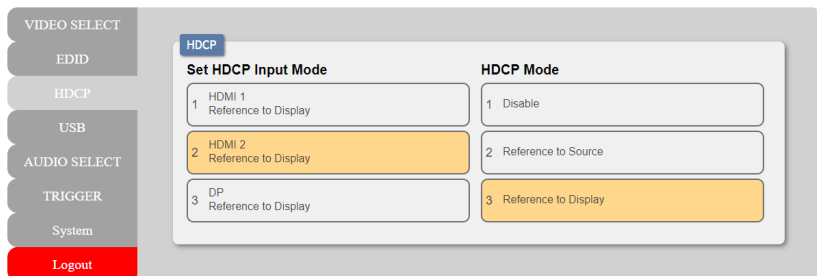 VIDEO SELECT
EDID
HDCP
USB
AUDIO SELECT
TRIGGER
System
Logout
HDCP
Set HDCP Input Mode
1 HDMI 1
Reference to Display
2 HDMI 2
Reference to Display
3 DP
Reference to Display
HDCP Mode
1 Disable
2 Reference to Source
3 Reference to Display